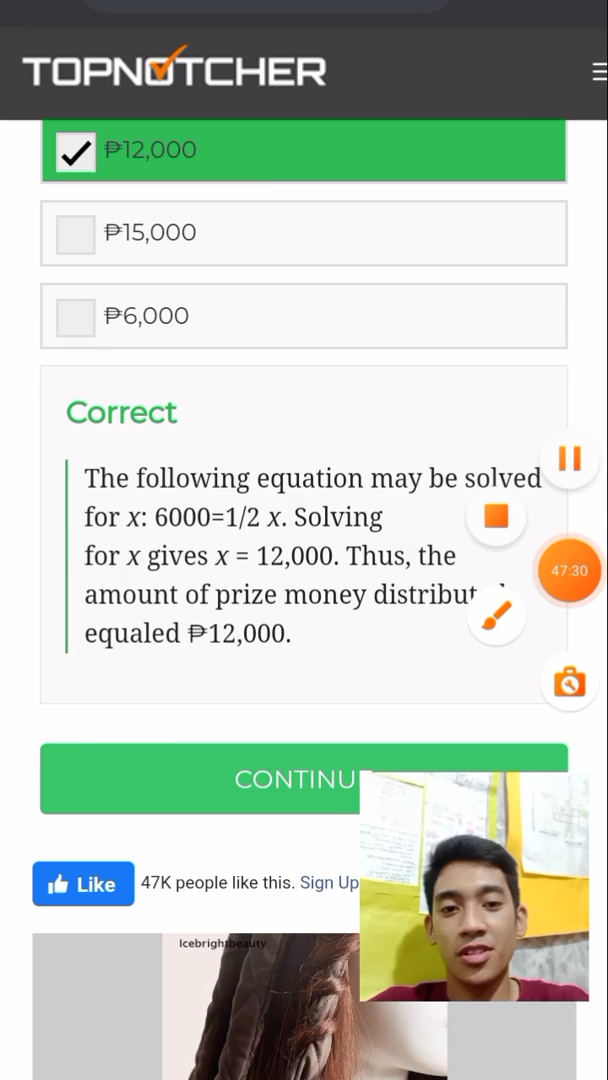 TOPNOTCHER
₱12,000
₱15,000
₱6,000
Correct
The following equation may be solved
for x: 6000=1/2 x. Solving
for x gives x = 12,000. Thus, the
amount of prize money
equaled ₱12,000.
47:30
Like
47K people like this. Sign Up
Icebrightbeauty